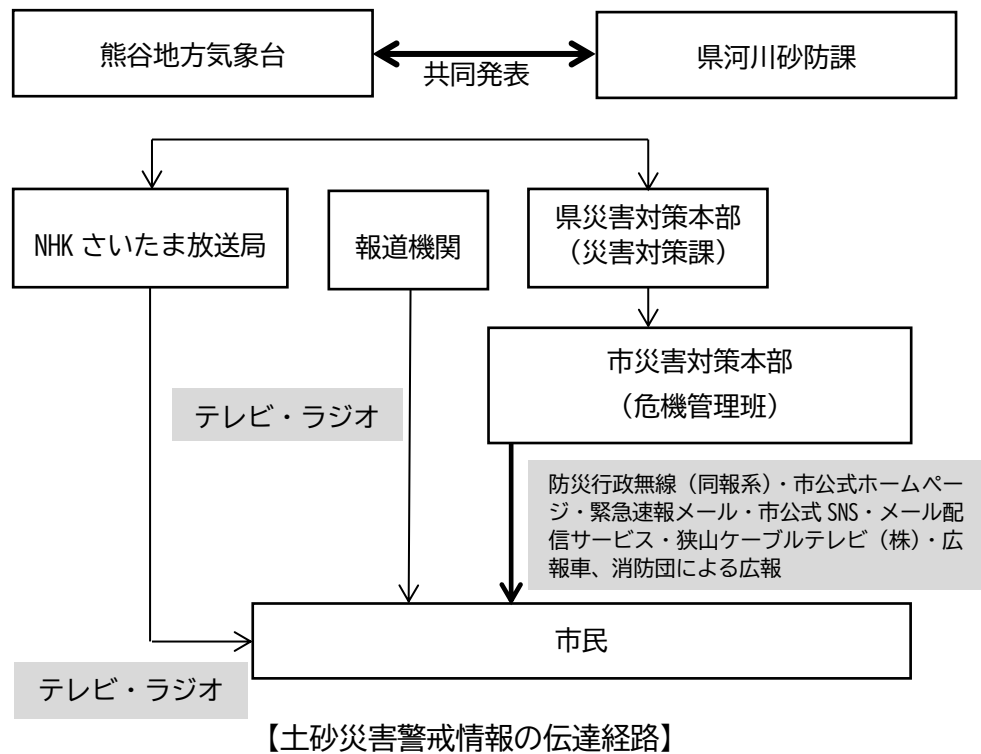 熊谷地方気象台
共同発表
県河川砂防課
NHK さいたま放送局
報道機関
県災害対策本部
（災害対策課）
市災害対策本部
（危機管理班）
テレビ・ラジオ
防災行政無線（同報系）・市公式ホームペー
ジ・緊急速報メール・市公式 SNS・メール配
信サービス・狭山ケーブルテレビ（株）・広
報車、消防団による広報
市民
テレビ・ラジオ
【土砂災害警戒情報の伝達経路】